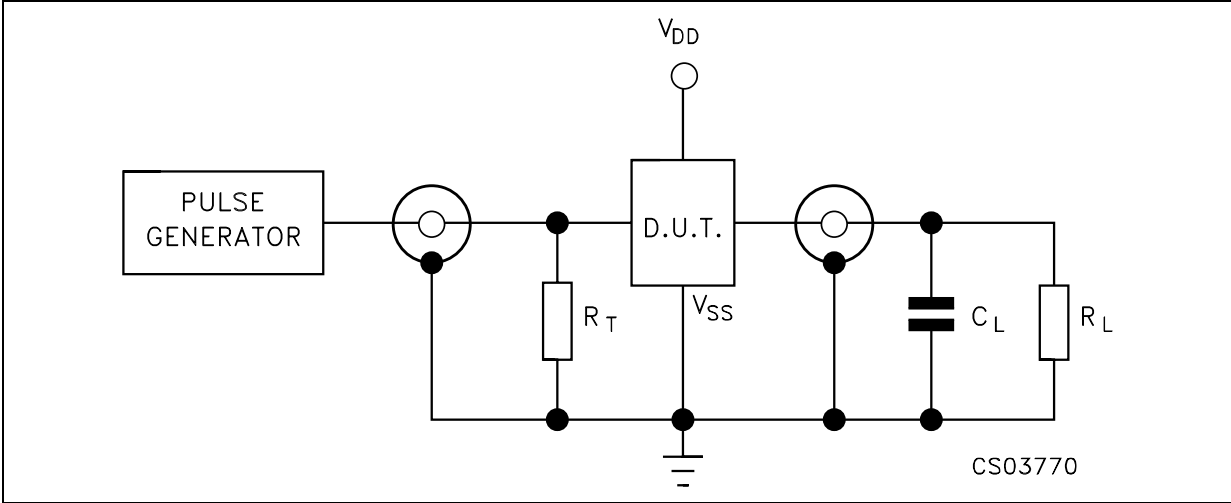 VDD
PULSE
GENERATOR
D.U.T.
VSS
RT
CL
RL
CS03770